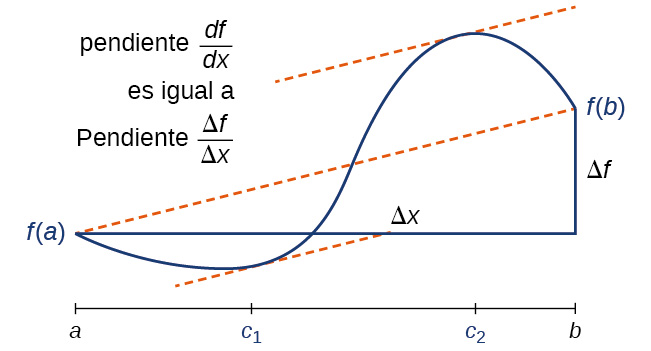 pendiente df/dx
es igual a
Pendiente Δf/Δx
f(b)
Δf
Δx
f(a)
a c₁ c₂ b